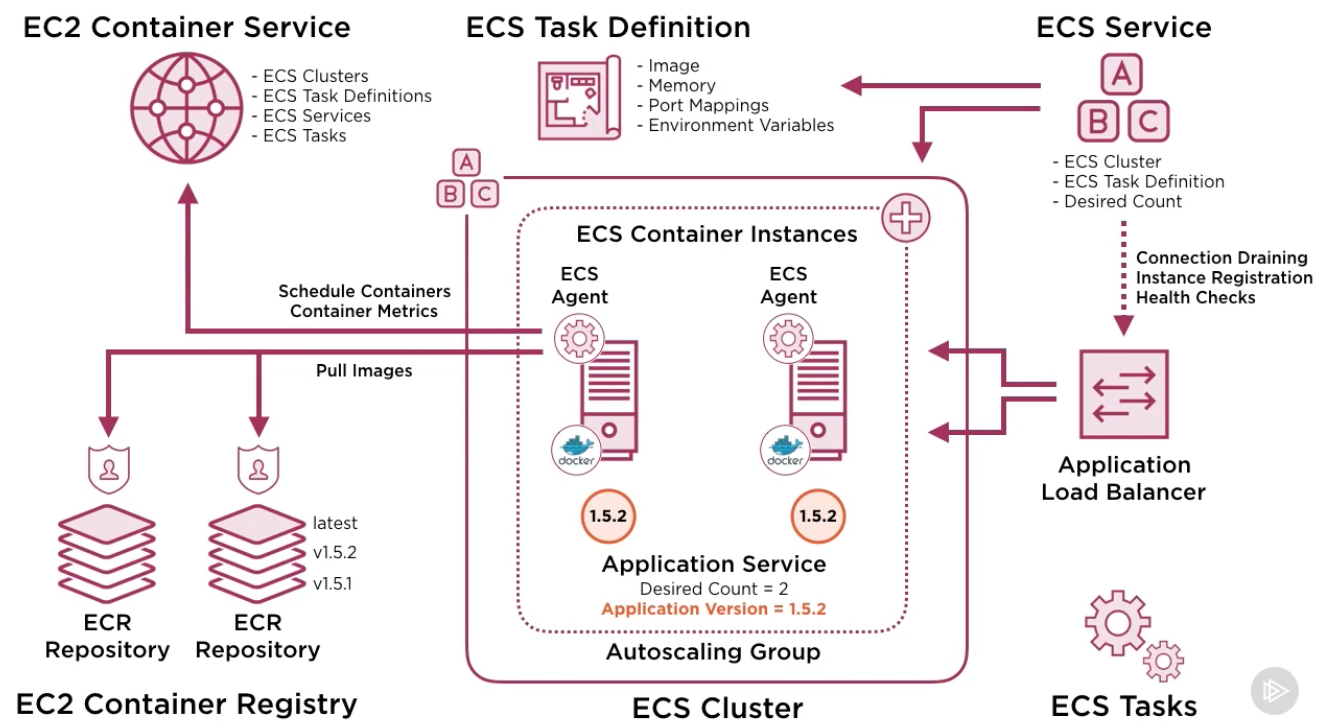 EC2 Container Service
- ECS Clusters
- ECS Task Definitions
- ECS Services
- ECS Tasks
ECS Task Definition
- Image
- Memory
- Port Mappings
- Environment Variables
ECS Service
A
B C
- ECS Cluster
- ECS Task Definition
- Desired Count
Connection Draining
Instance Registration
Health Checks
A
B C
ECS Container Instances
ECS
Agent
ECS
Agent
Schedule Containers
Container Metrics
Pull Images
docker
docker
1.5.2
1.5.2
Application Service
Desired Count = 2
Application Version = 1.5.2
Autoscaling Group
ECS Cluster
Application
Load Balancer
latest
v1.5.2
v1.5.1
ECR
Repository
ECR
Repository
EC2 Container Registry
ECS Tasks